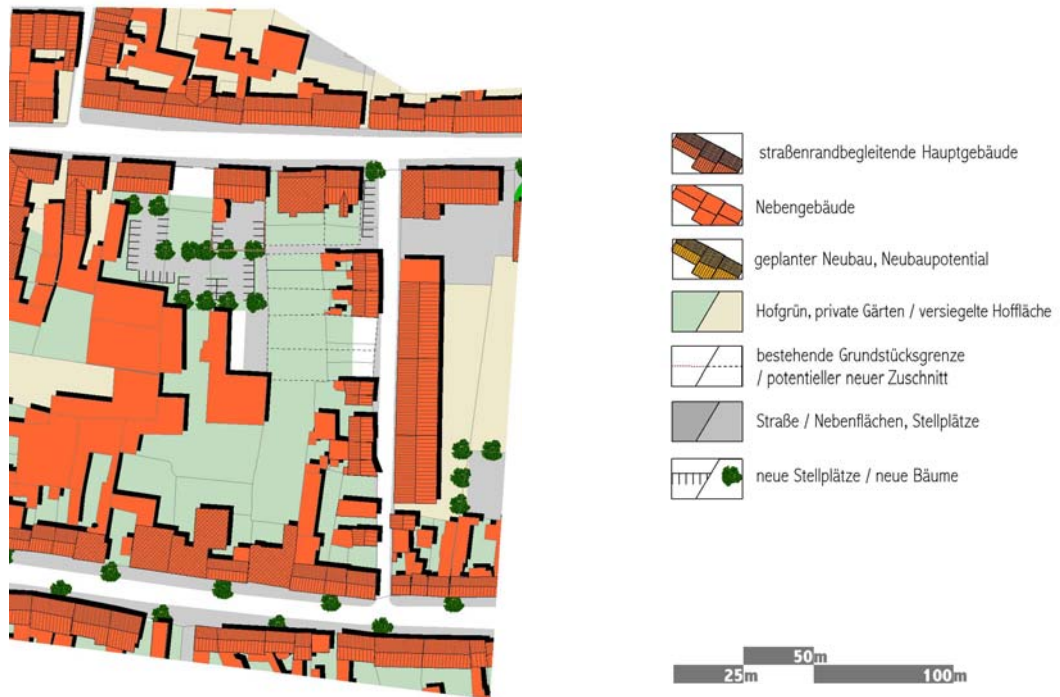 straßenrandbegleitende Hauptgebäude
Nebengebäude
geplanter Neubau, Neubaupotential
Hofgrün, private Gärten / versiegelte Hoffläche
bestehende Grundstücksgrenze
/ potentieller neuer Zuschnitt
Straße / Nebenflächen, Stellplätze
neue Stellplätze / neue Bäume
50m
25m
100m